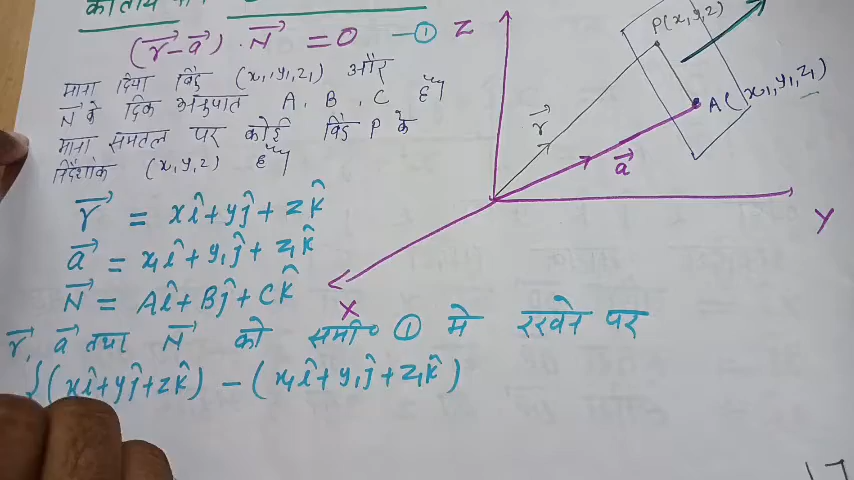 (r⃗ - a⃗) . N⃗ = 0 — ①
माना दिया बिंदु (x₁, y₁, z₁) और
N⃗ के दिक अनुपात A, B, C हैं
माना समतल पर कोई बिंदु P के
निर्देशांक (x, y, z) हैं
r⃗ = xî + yĵ + zk̂
a⃗ = x₁î + y₁ĵ + z₁k̂
N⃗ = Aî + Bĵ + Ck̂
r⃗, a⃗ तथा N⃗ को समी० ① में रखने पर
{(xî + yĵ + zk̂) - (x₁î + y₁ĵ + z₁k̂)
Z
P(x, y, z)
A(x₁, y₁, z₁)
r⃗
a⃗
Y
X